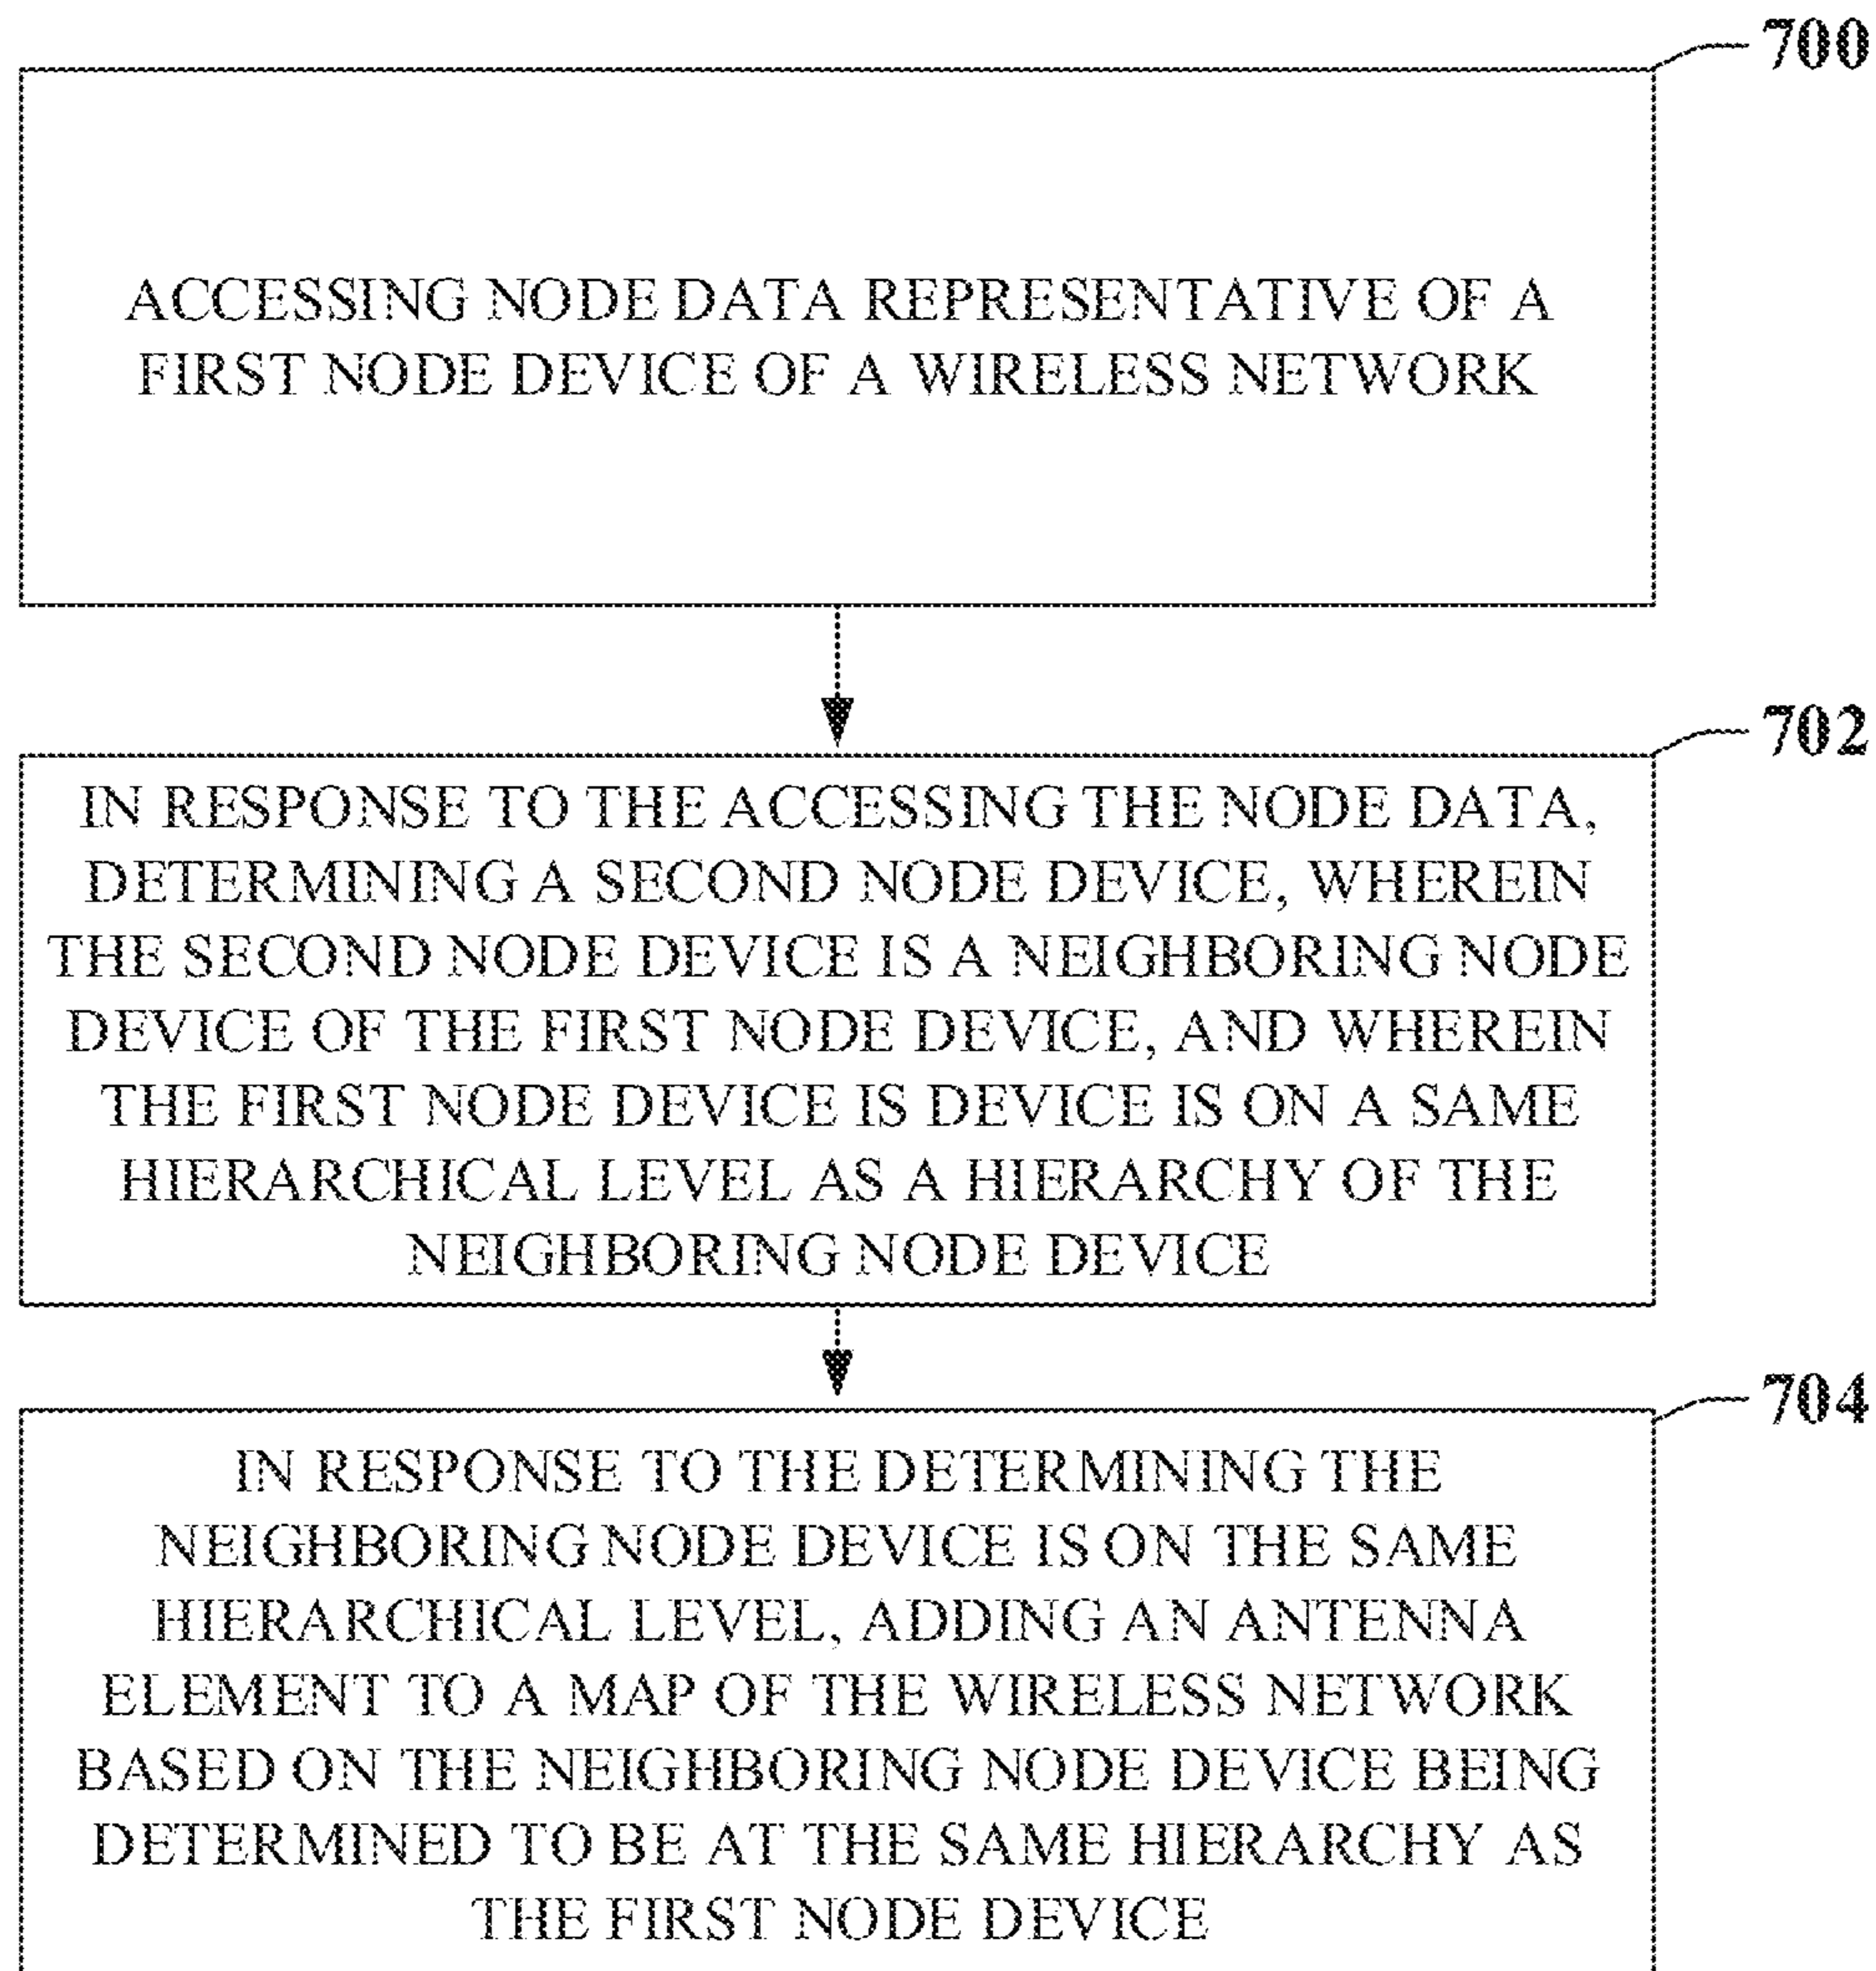 700
ACCESSING NODE DATA REPRESENTATIVE OF A
FIRST NODE DEVICE OF A WIRELESS NETWORK
702
IN RESPONSE TO THE ACCESSING THE NODE DATA,
DETERMINING A SECOND NODE DEVICE, WHEREIN
THE SECOND NODE DEVICE IS A NEIGHBORING NODE
DEVICE OF THE FIRST NODE DEVICE, AND WHEREIN
THE FIRST NODE DEVICE IS DEVICE IS ON A SAME
HIERARCHICAL LEVEL AS A HIERARCHY OF THE
NEIGHBORING NODE DEVICE
704
IN RESPONSE TO THE DETERMINING THE
NEIGHBORING NODE DEVICE IS ON THE SAME
HIERARCHICAL LEVEL, ADDING AN ANTENNA
ELEMENT TO A MAP OF THE WIRELESS NETWORK
BASED ON THE NEIGHBORING NODE DEVICE BEING
DETERMINED TO BE AT THE SAME HIERARCHY AS
THE FIRST NODE DEVICE